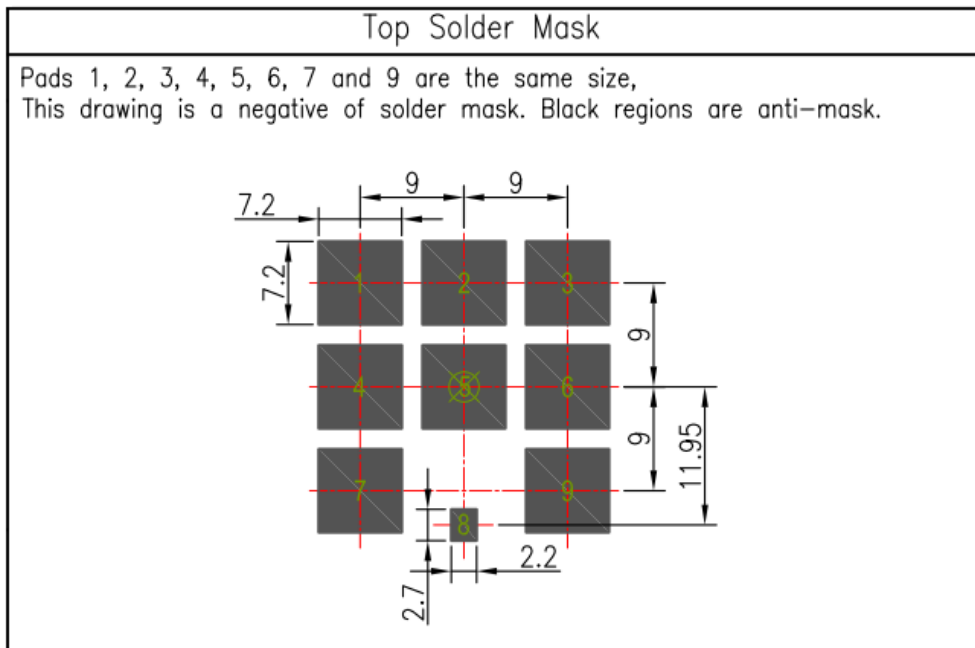 Top Solder Mask
Pads 1, 2, 3, 4, 5, 6, 7 and 9 are the same size,
This drawing is a negative of solder mask. Black regions are anti-mask.
9 9
7.2
7.2
1 2 3
9
4 5 6
9
11.95
7 9
8
2.2
2.7